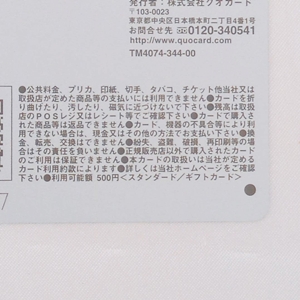 発行者：株式会社クオカード
〒103-0023
東京都中央区日本橋本町二丁目4番1号
お問合せ先 0120-340541
http://www.quocard.com
TM4074-344-00
●公共料金、プリカ、印紙、切手、タバコ、チケット他当社又は
取扱店が定めた商品等の支払いには利用できません●カードを折
り曲げたり、汚したり、磁気に近づけないで下さい●残高は取扱
店のPOSレジ又はレシート等でご確認下さい●カードで購入さ
れた商品等は返品できません●カード、機器の不具合等により利
用できない場合は、現金又はその他の方法でお支払い下さい●換
金、転売、交換はできません●紛失、盗難、破損、再印刷等の場
合はその責任を負いません●正規販売店以外で購入されたカード
のご利用は保証できません●本カードの取扱いは当社が定める
カード利用約款によります●詳しくは当社ホームページをご確認
下さい●利用可能額 500円<スタンダード／ギフトカード>